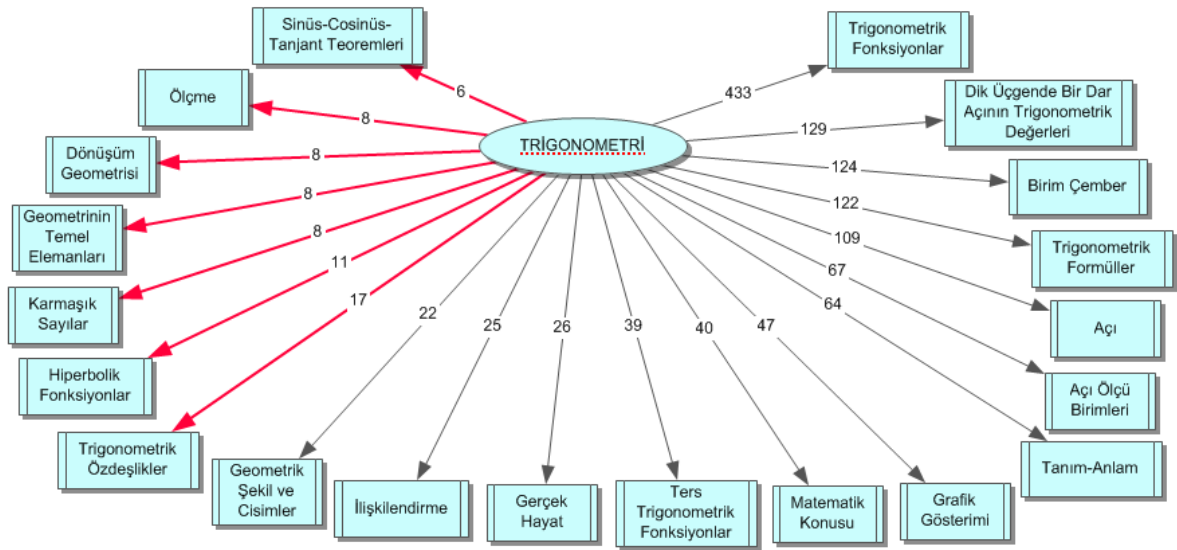 Sinüs-Cosinüs-
Tanjant Teoremleri
Trigonometrik
Fonksiyonlar
Ölçme
6
433
Dik Üçgende Bir Dar
Açının Trigonometrik
Değerleri
8
129
TRİGONOMETRİ
Dönüşüm
Geometrisi
8
124
Birim Çember
8
122
Geometrinin
Temel
Elemanları
8
109
Trigonometrik
Formüller
11
67
Karmaşık
Sayılar
17
64
Açı
22
25
26
39
40
47
Hiperbolik
Fonksiyonlar
Açı Ölçü
Birimleri
Trigonometrik
Özdeşlikler
Tanım-Anlam
Geometrik
Şekil ve
Cisimler
İlişkilendirme
Gerçek
Hayat
Ters
Trigonometrik
Fonksiyonlar
Matematik
Konusu
Grafik
Gösterimi